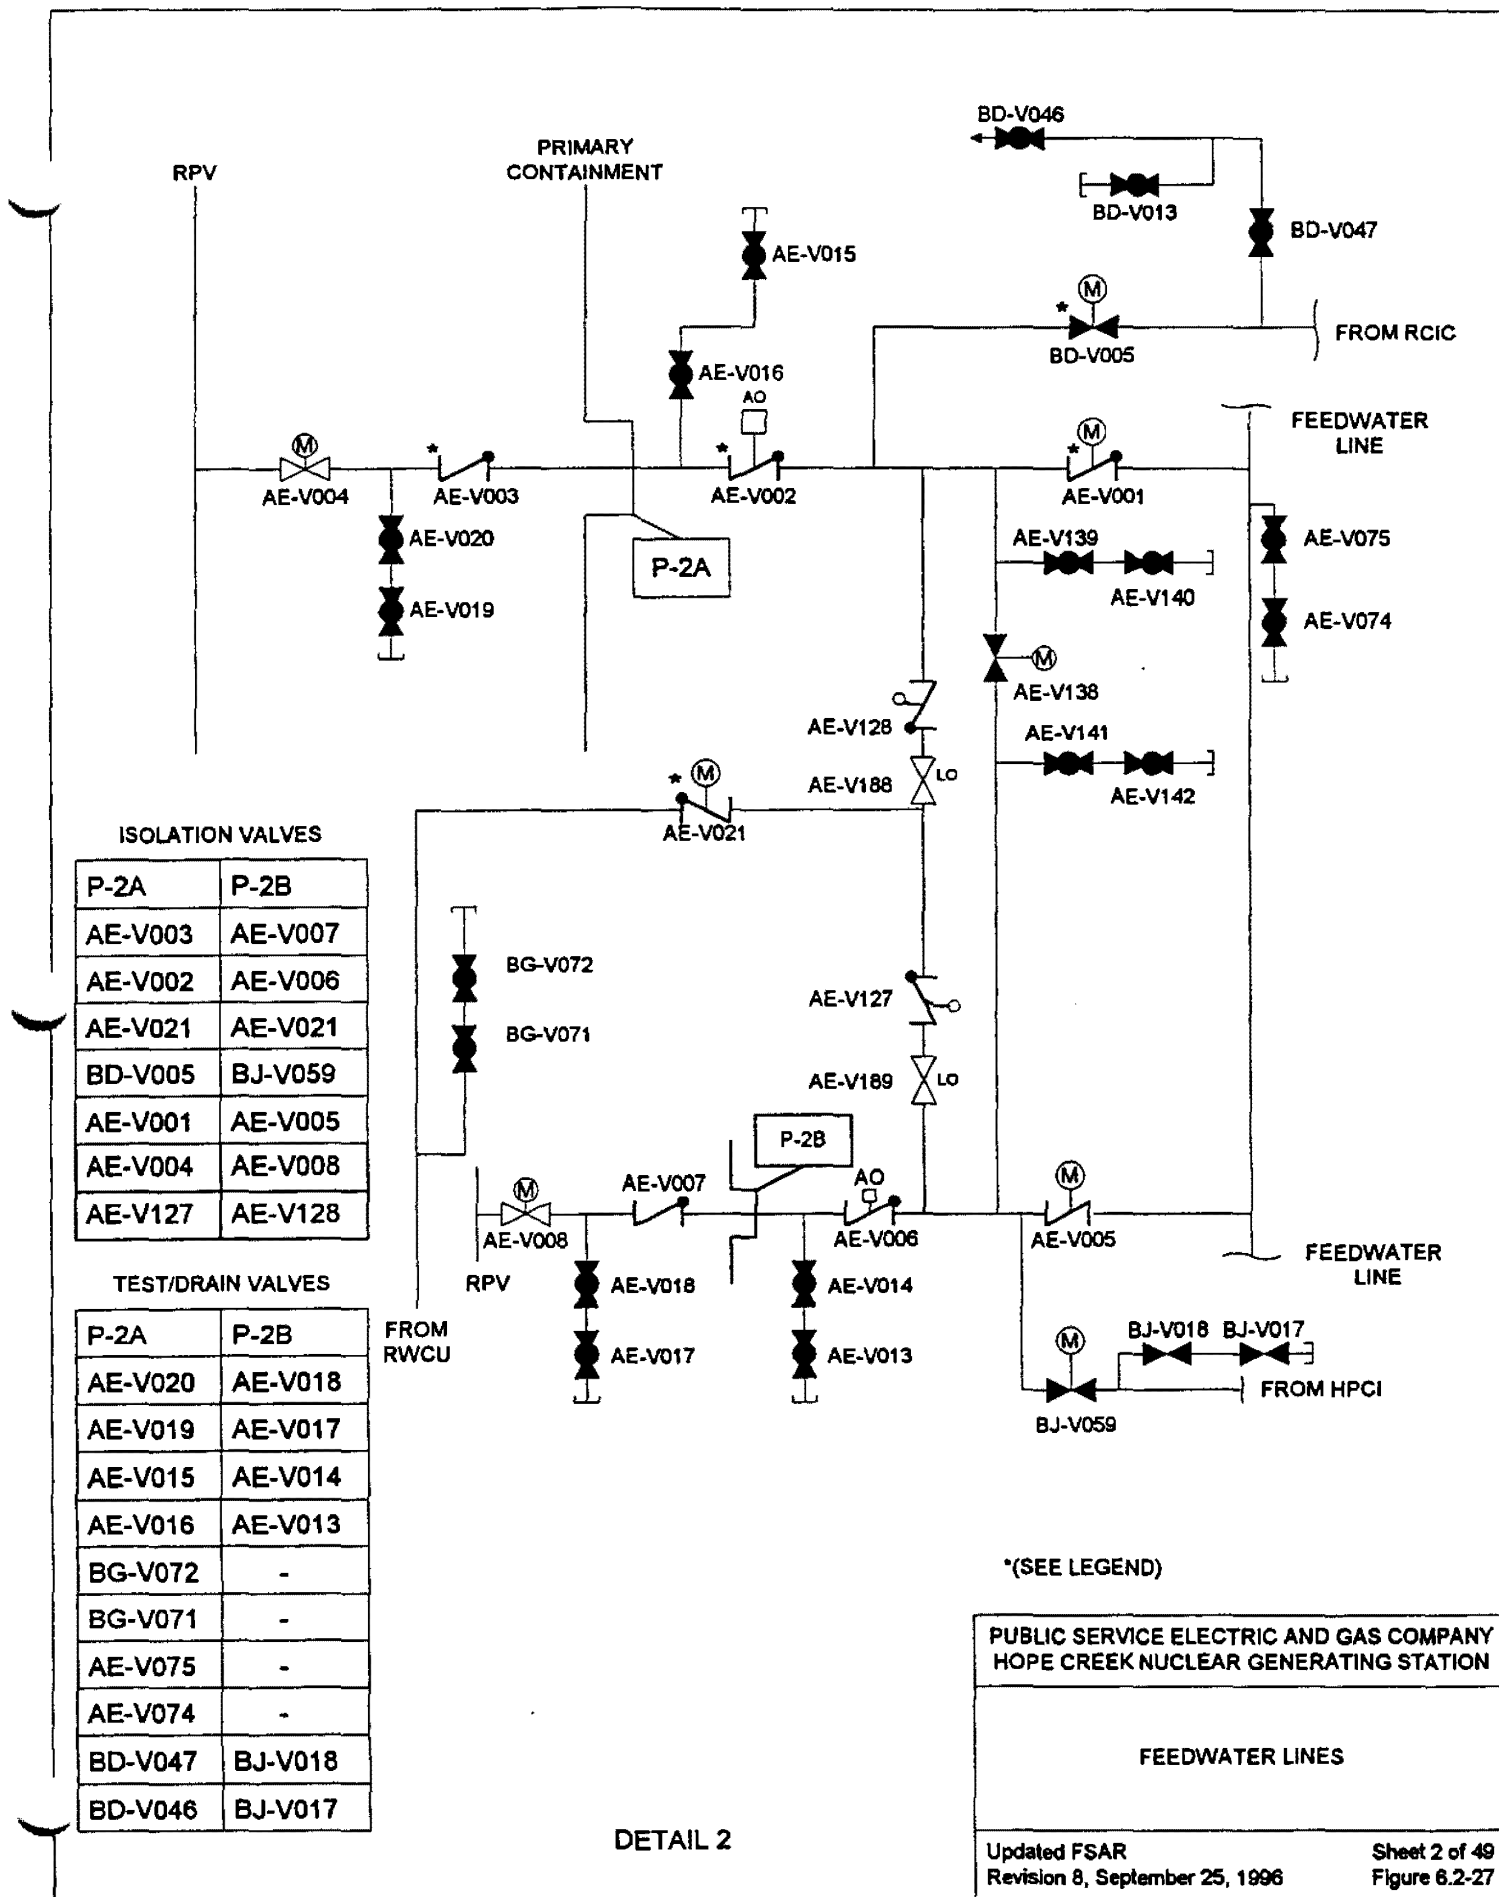 BD-V046
PRIMARY
CONTAINMENT
RPV
BD-V013
BD-V047
AE-V015
M
*
BD-V005
FROM RCIC
AE-V016
AO
FEEDWATER
LINE
M
*
*
M
*
AE-V004
AE-V003
AE-V002
AE-V001
AE-V020
AE-V139
AE-V075
P-2A
AE-V140
AE-V019
AE-V074
M
AE-V138
AE-V128
AE-V141
* M
AE-V188
LO
AE-V142
AE-V021
ISOLATION VALVES
P-2A P-2B
AE-V003 AE-V007
AE-V002 AE-V006
AE-V021 AE-V021
BD-V005 BJ-V059
AE-V001 AE-V005
AE-V004 AE-V008
AE-V127 AE-V128
BG-V072
BG-V071
AE-V127
AE-V189
LO
P-2B
M
AE-V007
AO
M
AE-V008
AE-V006
AE-V005
FEEDWATER
LINE
RPV
AE-V018
AE-V014
FROM
RWCU
AE-V017
AE-V013
M
BJ-V018
BJ-V017
FROM HPCI
BJ-V059
TEST/DRAIN VALVES
P-2A P-2B
AE-V020 AE-V018
AE-V019 AE-V017
AE-V015 AE-V014
AE-V016 AE-V013
BG-V072 -
BG-V071 -
AE-V075 -
AE-V074 -
BD-V047 BJ-V018
BD-V046 BJ-V017
*(SEE LEGEND)
PUBLIC SERVICE ELECTRIC AND GAS COMPANY
HOPE CREEK NUCLEAR GENERATING STATION
FEEDWATER LINES
DETAIL 2
Updated FSAR Sheet 2 of 49
Revision 8, September 25, 1996 Figure 6.2-27